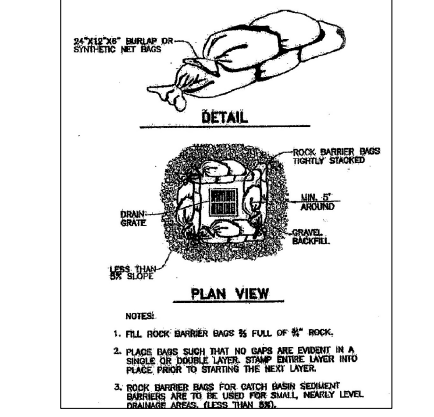 24"X12"X6" BURLAP OR
SYNTHETIC NET BAGS
DETAIL
ROCK BARRIER BAGS
TIGHTLY STACKED
MIN. 5"
AROUND
DRAIN
GRATE
GRAVEL
BACKFILL
LESS THAN
5% SLOPE
PLAN VIEW
NOTES:
1. FILL ROCK BARRIER BAGS ⅔ FULL OF ¾" ROCK.
2. PLACE BAGS SUCH THAT NO GAPS ARE EVIDENT IN A
SINGLE OR DOUBLE LAYER. STAMP ENTIRE LAYER INTO
PLACE PRIOR TO STARTING THE NEXT LAYER.
3. ROCK BARRIER BAGS FOR CATCH BASIN SEDIMENT
BARRIERS ARE TO BE USED FOR SMALL, NEARLY LEVEL
DRAINAGE AREAS. (LESS THAN 5%).